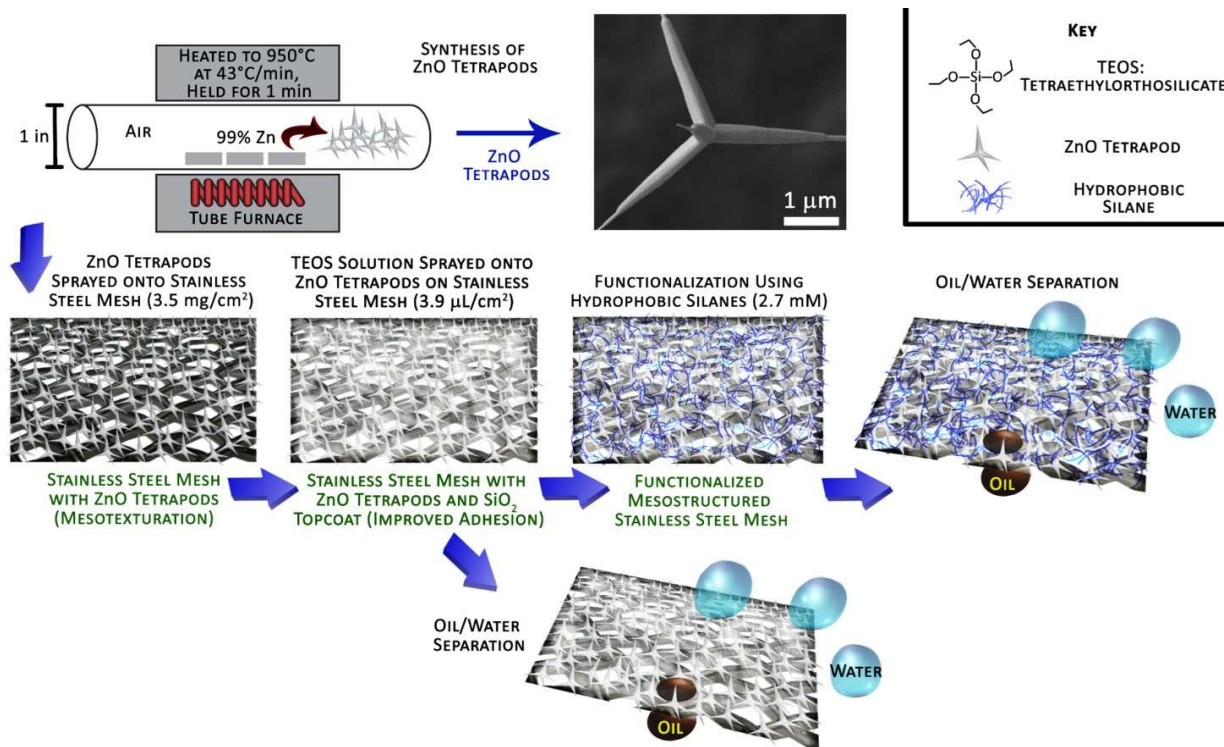 HEATED TO 950°C
AT 43°C/MIN,
HELD FOR 1 MIN
1 IN
AIR
99% Zn
TUBE FURNACE
SYNTHESIS OF
ZNO TETRAPODS
ZnO
TETRAPODS
1 μm
KEY
O
O
Si
O
O
TEOS:
TETRAETHYLORTHOSILICATE
ZNO TETRAPOD
HYDROPHOBIC
SILANE
ZNO TETRAPODS
SPRAYED ONTO STAINLESS
STEEL MESH (3.5 mg/cm²)
TEOS SOLUTION SPRAYED ONTO
ZNO TETRAPODS ON STAINLESS
STEEL MESH (3.9 μL/cm²)
FUNCTIONALIZATION USING
HYDROPHOBIC SILANES (2.7 mM)
OIL/WATER SEPARATION
WATER
OIL
STAINLESS STEEL MESH
WITH ZNO TETRAPODS
(MESOTEXTURATION)
STAINLESS STEEL MESH WITH
ZNO TETRAPODS AND SIO₂
TOPCOAT (IMPROVED ADHESION)
FUNCTIONALIZED
MESOSTRUCTURED
STAINLESS STEEL MESH
OIL/WATER
SEPARATION
WATER
OIL